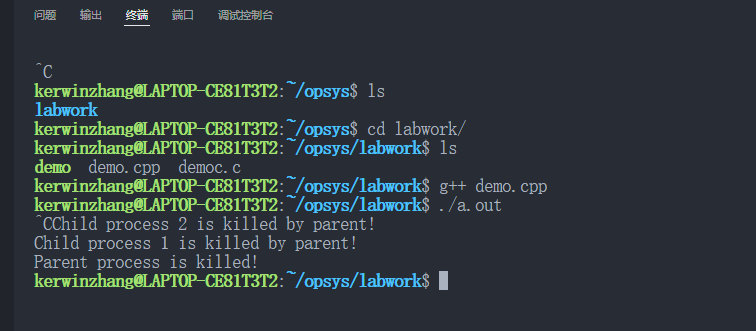 问题 输出 终端 端口 调试控制台
^C
kerwinzhang@LAPTOP-CE81T3T2:~/opsys$ ls
labwork
kerwinzhang@LAPTOP-CE81T3T2:~/opsys$ cd labwork/
kerwinzhang@LAPTOP-CE81T3T2:~/opsys/labwork$ ls
demo  demo.cpp  democ.c
kerwinzhang@LAPTOP-CE81T3T2:~/opsys/labwork$ g++ demo.cpp
kerwinzhang@LAPTOP-CE81T3T2:~/opsys/labwork$ ./a.out
^CChild process 2 is killed by parent!
Child process 1 is killed by parent!
Parent process is killed!
kerwinzhang@LAPTOP-CE81T3T2:~/opsys/labwork$